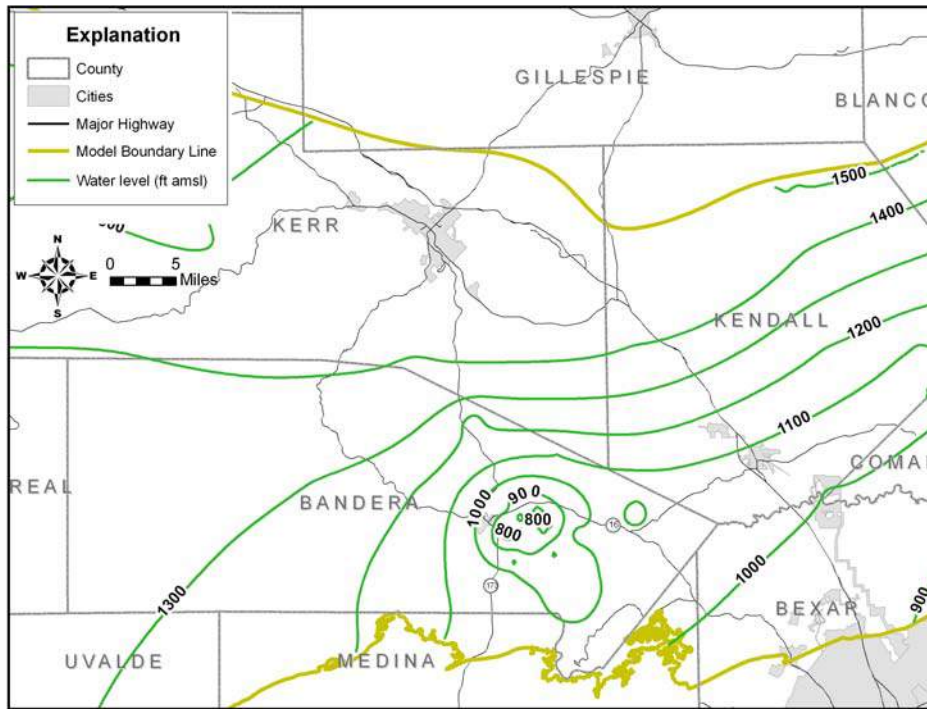 Explanation
County
Cities
Major Highway
Model Boundary Line
Water level (ft amsl)
N
W E
S
0 5
Miles
GILLESPIE
BLANCO
1500
1400
KERR
KENDALL
1200
1100
COMAL
REAL
BANDERA
1000
900
800
800
16
173
1300
1000
BEXAR
900
UVALDE
MEDINA